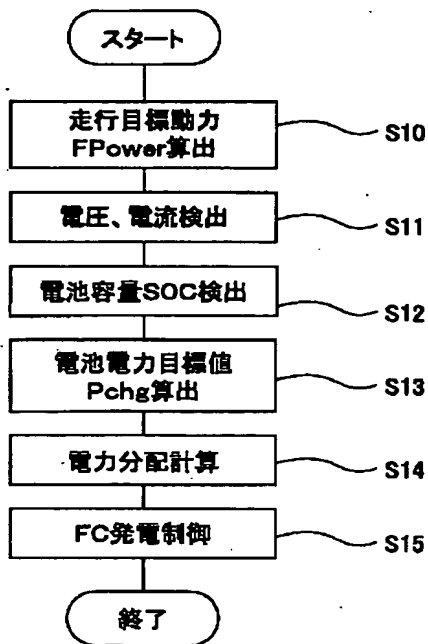 スタート
走行目標動力
FPower算出
S10
電圧、電流検出
S11
電池容量SOC検出
S12
電池電力目標値
Pchg算出
S13
電力分配計算
S14
FC発電制御
S15
終了